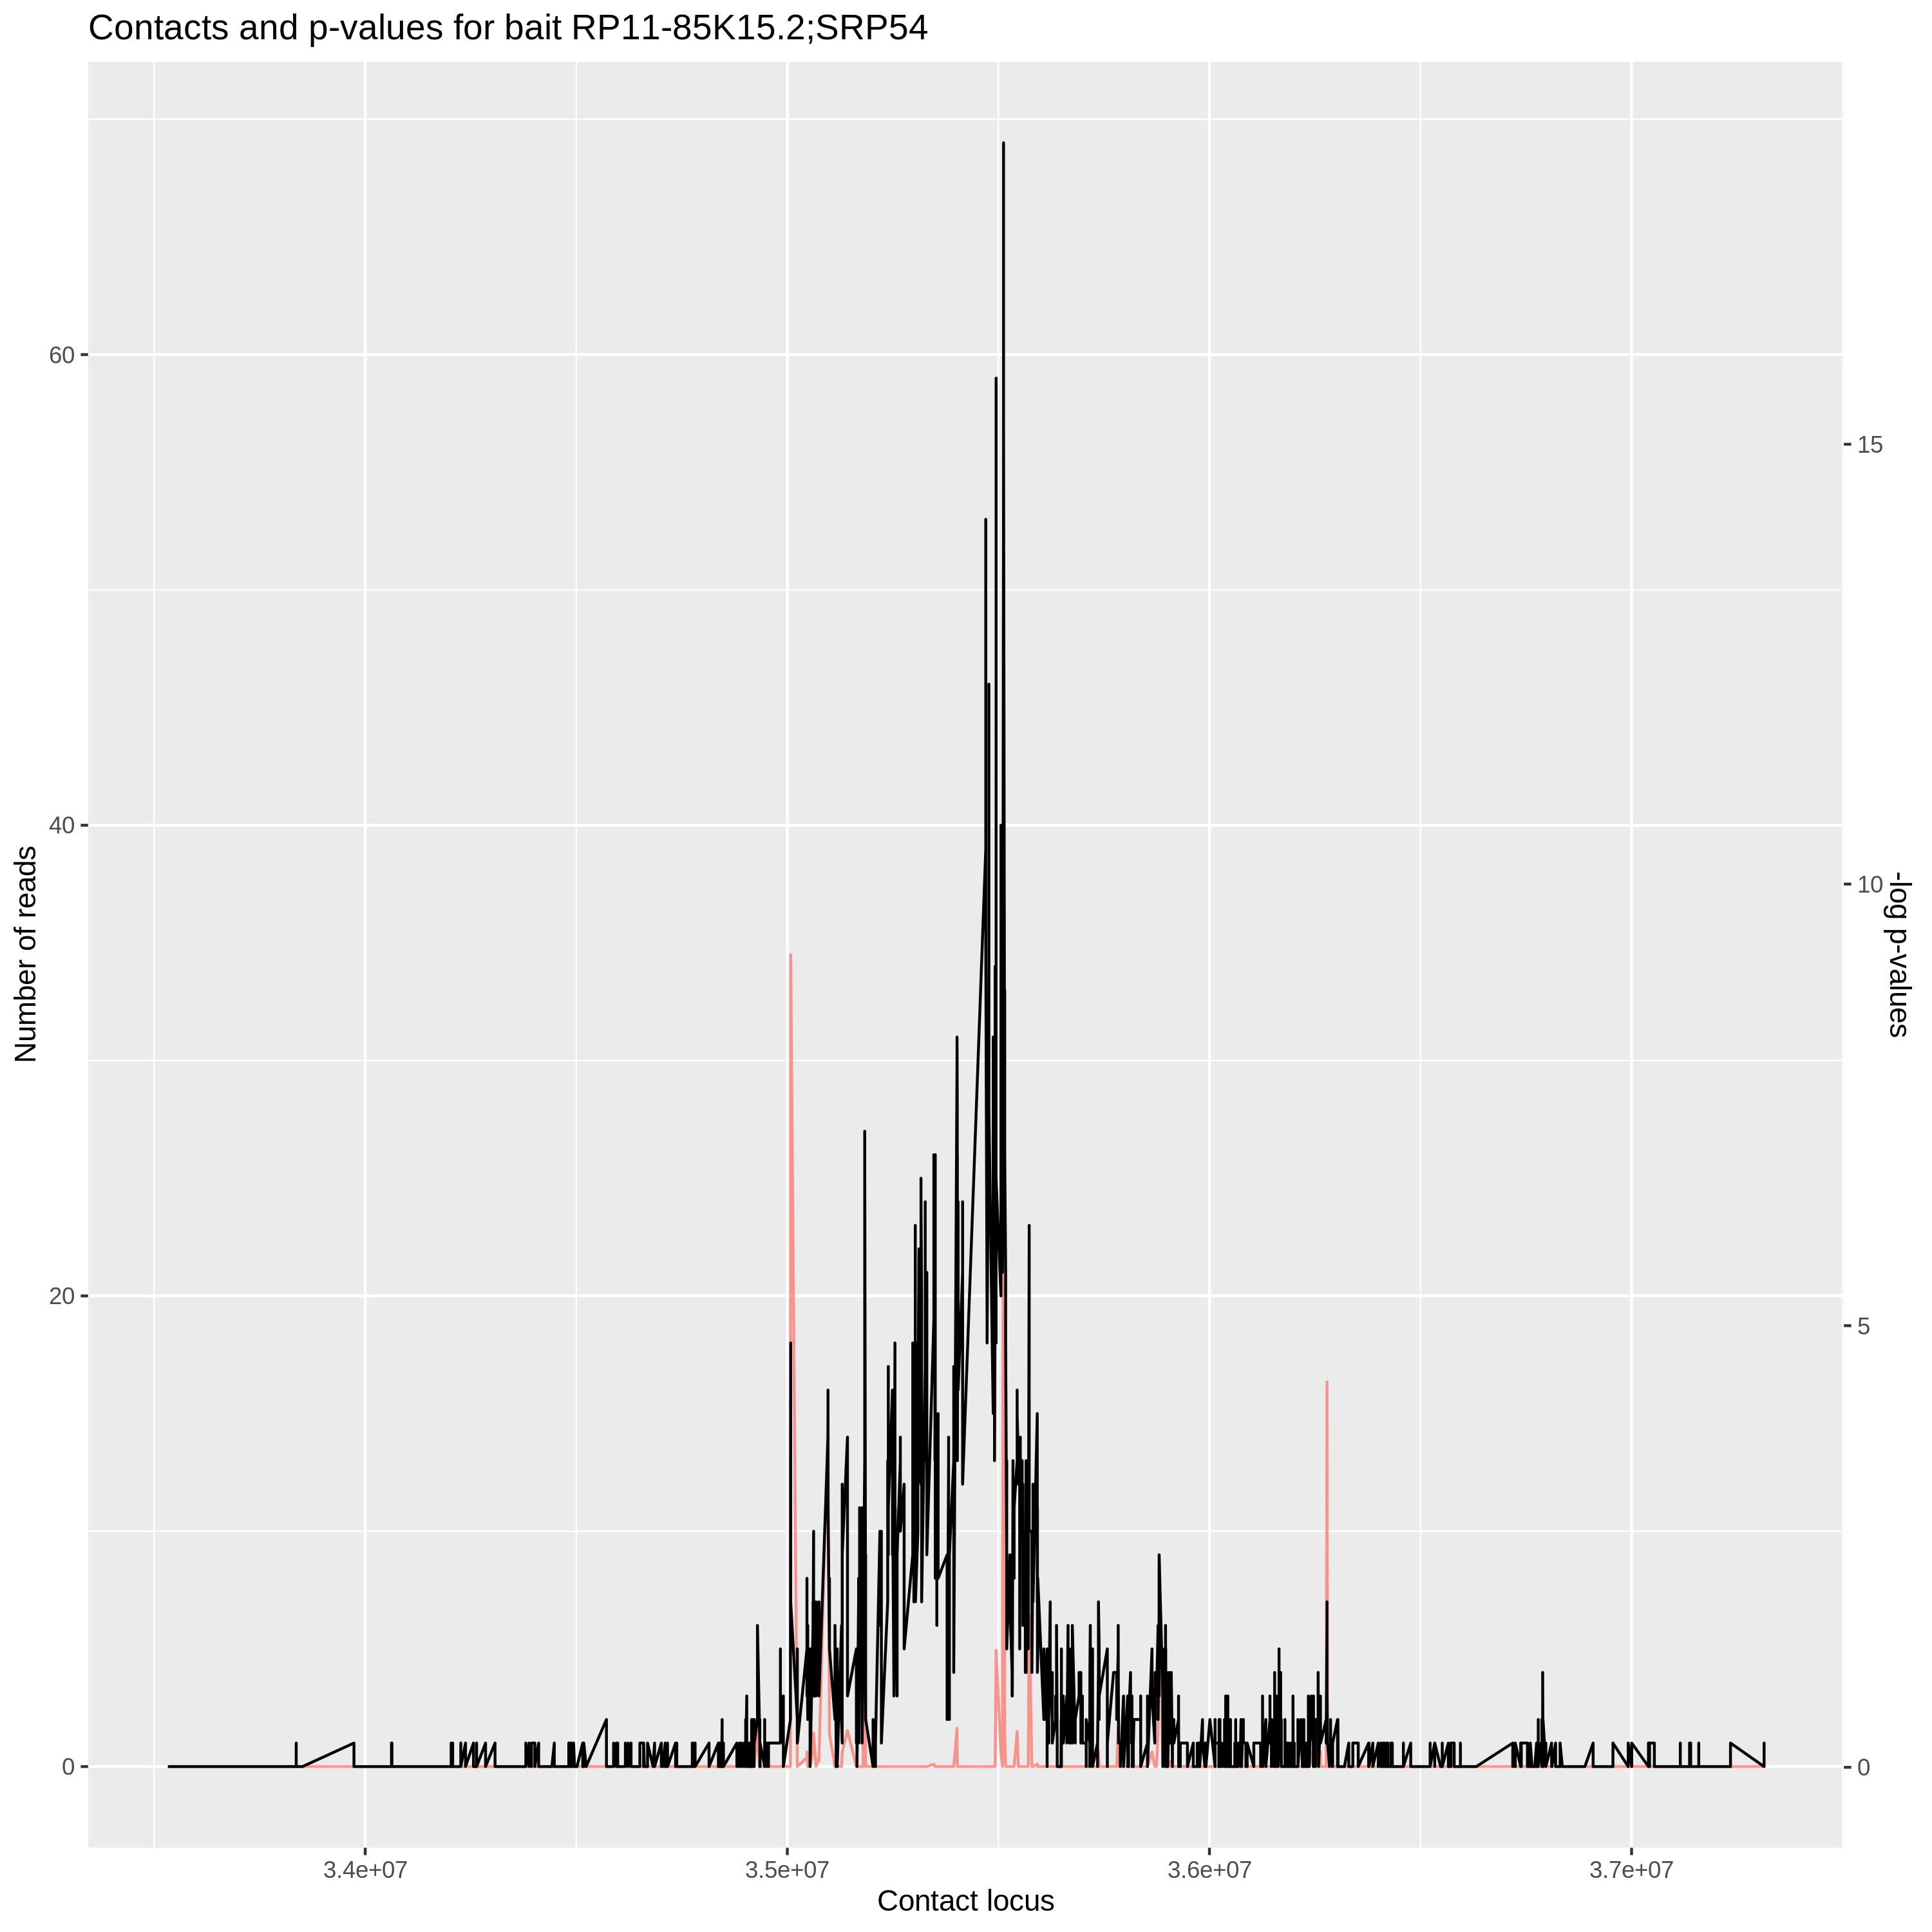 Contacts and p-values for bait RP11-85K15.2;SRP54
Number of reads
60
40
20
0
15
10
5
0
-log p-values
3.4e+07 3.5e+07 3.6e+07 3.7e+07
Contact locus